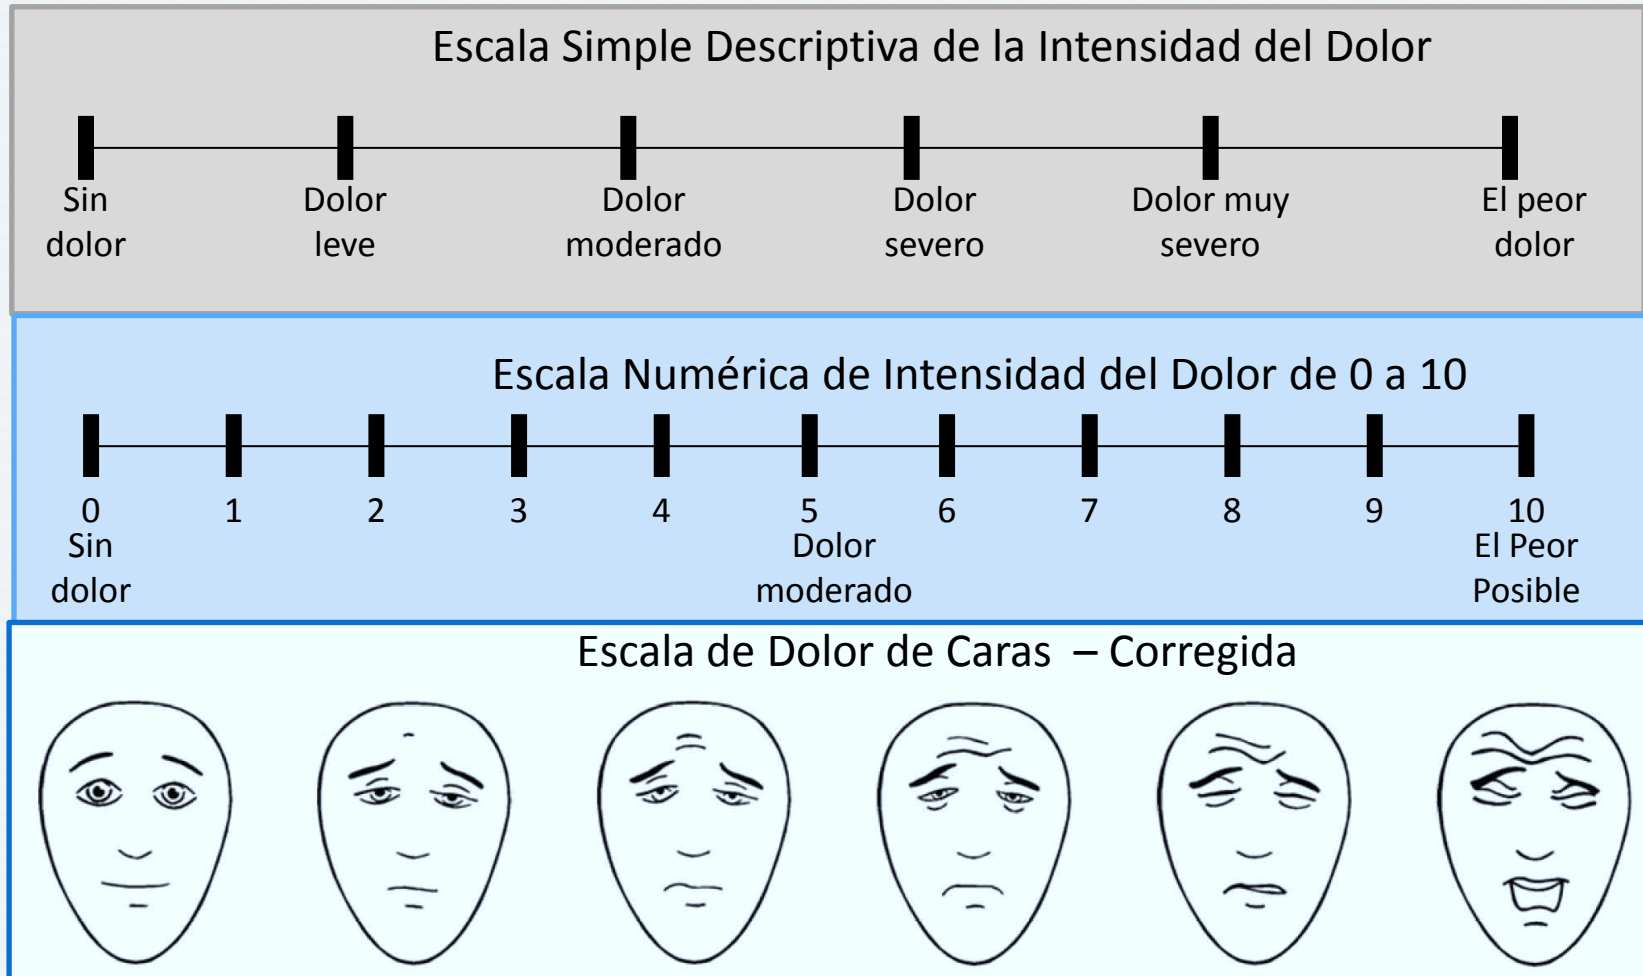 Escala Simple Descriptiva de la Intensidad del Dolor
Sin Dolor Dolor Dolor Dolor muy El peor
dolor leve moderado severo severo dolor
Escala Numérica de Intensidad del Dolor de 0 a 10
0 1 2 3 4 5 6 7 8 9 10
Sin Dolor El Peor
dolor moderado Posible
Escala de Dolor de Caras – Corregida